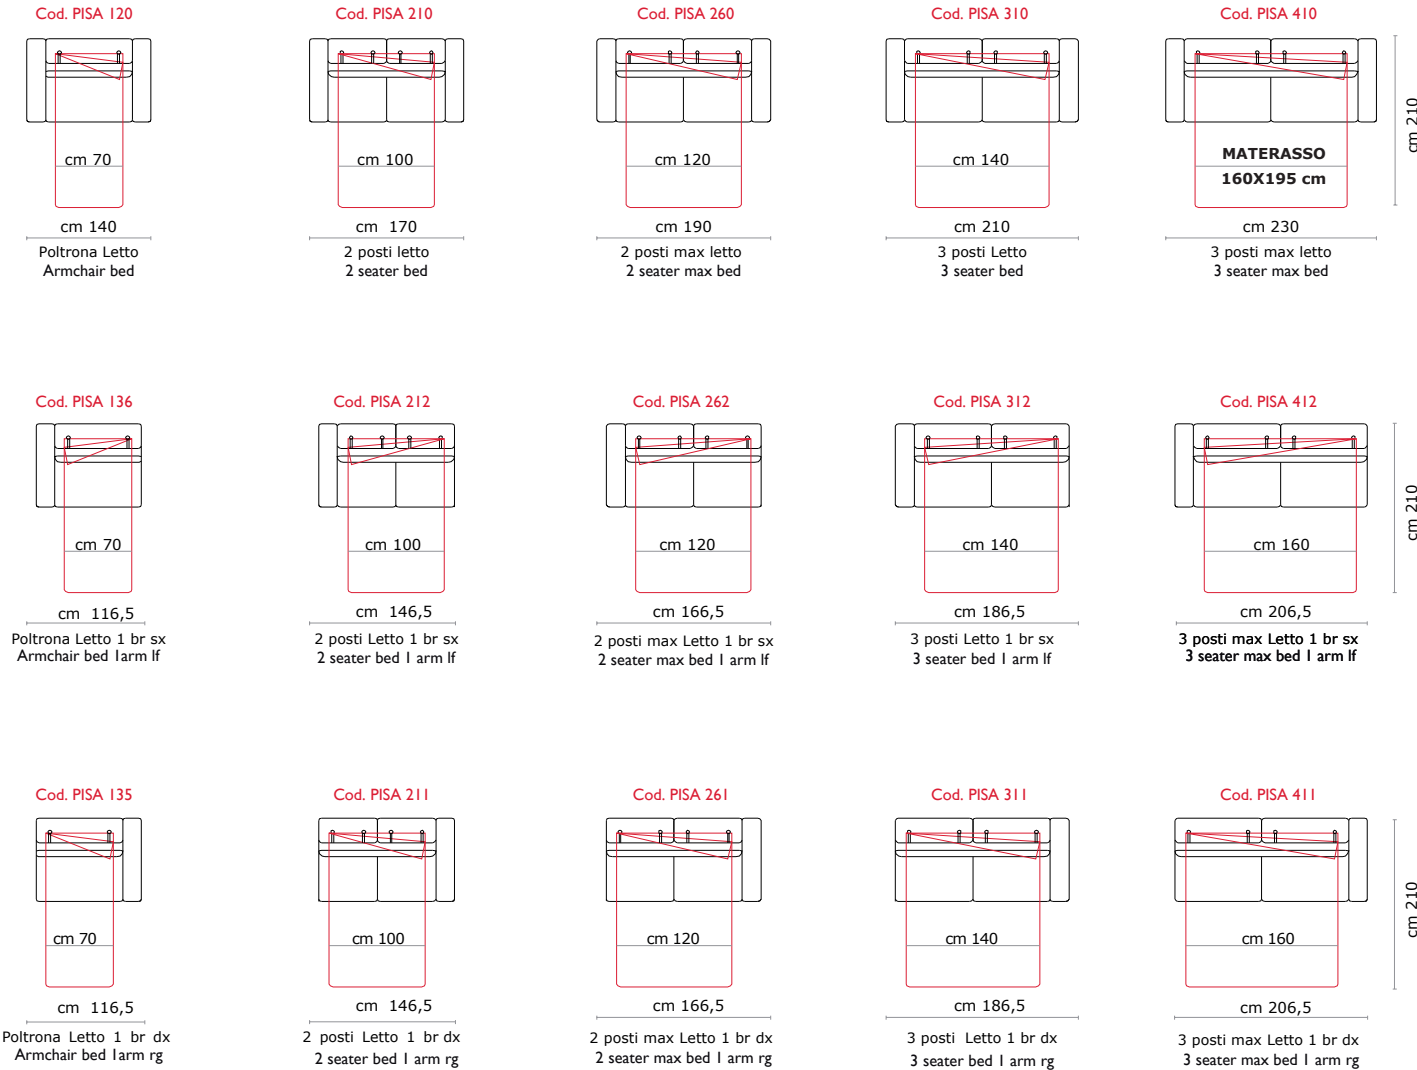 Cod. PISA 120
cm 70
cm 140
Poltrona Letto
Armchair bed
Cod. PISA 210
cm 100
cm 170
2 posti letto
2 seater bed
Cod. PISA 260
cm 120
cm 190
2 posti max letto
2 seater max bed
Cod. PISA 310
cm 140
cm 210
3 posti Letto
3 seater bed
Cod. PISA 410
MATERASSO
160X195 cm
cm 230
3 posti max letto
3 seater max bed
cm 210
Cod. PISA 136
cm 70
cm 116,5
Poltrona Letto 1 br sx
Armchair bed 1arm lf
Cod. PISA 212
cm 100
cm 146,5
2 posti Letto 1 br sx
2 seater bed 1 arm lf
Cod. PISA 262
cm 120
cm 166,5
2 posti max Letto 1 br sx
2 seater max bed 1 arm lf
Cod. PISA 312
cm 140
cm 186,5
3 posti Letto 1 br sx
3 seater bed 1 arm lf
Cod. PISA 412
cm 160
cm 206,5
3 posti max Letto 1 br sx
3 seater max bed 1 arm lf
cm 210
Cod. PISA 135
cm 70
cm 116,5
Poltrona Letto 1 br dx
Armchair bed 1arm rg
Cod. PISA 211
cm 100
cm 146,5
2 posti Letto 1 br dx
2 seater bed 1 arm rg
Cod. PISA 261
cm 120
cm 166,5
2 posti max Letto 1 br dx
2 seater max bed 1 arm rg
Cod. PISA 311
cm 140
cm 186,5
3 posti Letto 1 br dx
3 seater bed 1 arm rg
Cod. PISA 411
cm 160
cm 206,5
3 posti max Letto 1 br dx
3 seater max bed 1 arm rg
cm 210